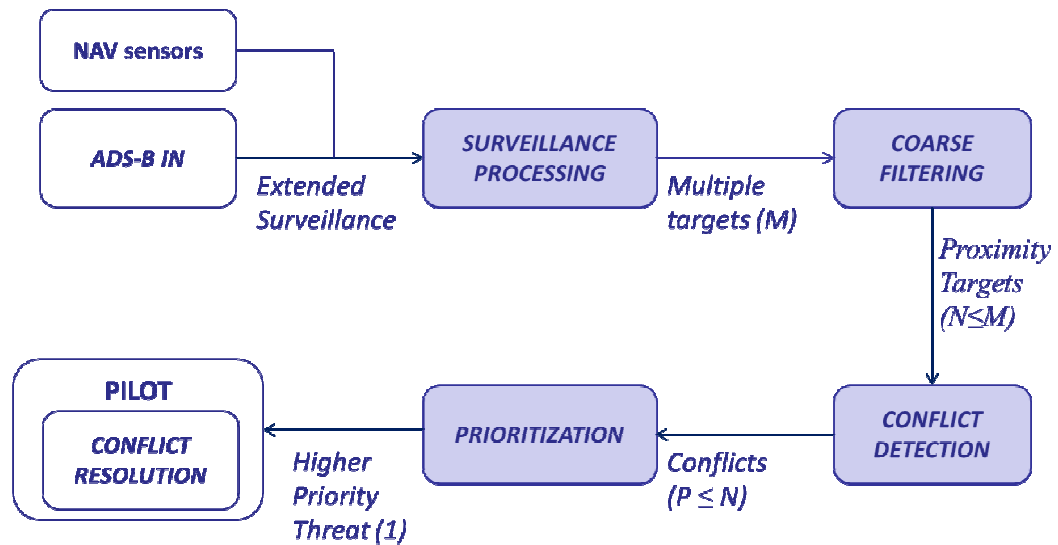 NAV sensors
ADS-B IN
Extended
Surveillance
SURVEILLANCE
PROCESSING
Multiple
targets (M)
COARSE
FILTERING
Proximity
Targets
(N≤M)
CONFLICT
DETECTION
Conflicts
(P ≤ N)
PRIORITIZATION
Higher
Priority
Threat (1)
PILOT
CONFLICT
RESOLUTION